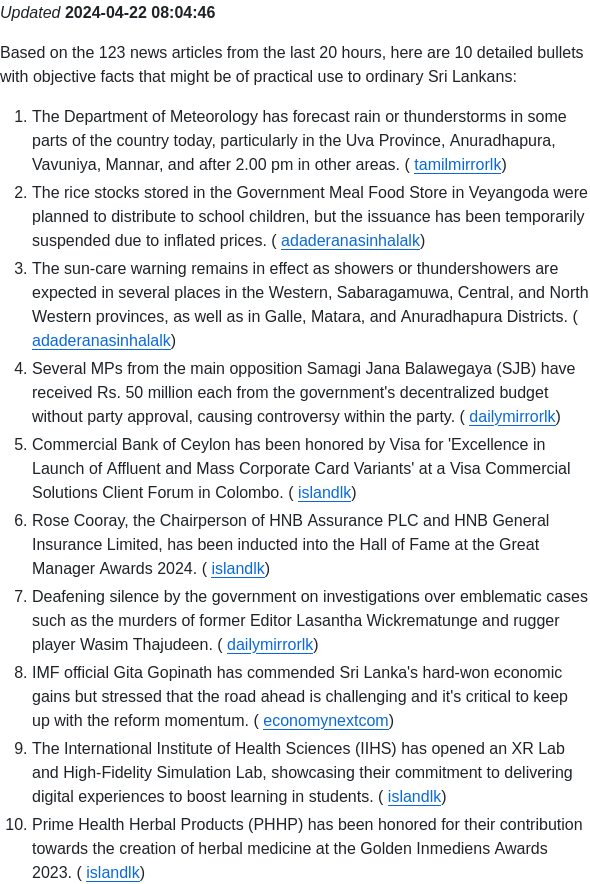 Updated 2024-04-22 08:04:46
Based on the 123 news articles from the last 20 hours, here are 10 detailed bullets
with objective facts that might be of practical use to ordinary Sri Lankans:
1. The Department of Meteorology has forecast rain or thunderstorms in some
parts of the country today, particularly in the Uva Province, Anuradhapura,
Vavuniya, Mannar, and after 2.00 pm in other areas. ( tamilmirrorlk)
2. The rice stocks stored in the Government Meal Food Store in Veyangoda were
planned to distribute to school children, but the issuance has been temporarily
suspended due to inflated prices. ( adaderanasinhalalk)
3. The sun-care warning remains in effect as showers or thundershowers are
expected in several places in the Western, Sabaragamuwa, Central, and North
Western provinces, as well as in Galle, Matara, and Anuradhapura Districts. (
adaderanasinhalalk)
4. Several MPs from the main opposition Samagi Jana Balawegaya (SJB) have
received Rs. 50 million each from the government's decentralized budget
without party approval, causing controversy within the party. ( dailymirrorlk)
5. Commercial Bank of Ceylon has been honored by Visa for 'Excellence in
Launch of Affluent and Mass Corporate Card Variants' at a Visa Commercial
Solutions Client Forum in Colombo. ( islandlk)
6. Rose Cooray, the Chairperson of HNB Assurance PLC and HNB General
Insurance Limited, has been inducted into the Hall of Fame at the Great
Manager Awards 2024. ( islandlk)
7. Deafening silence by the government on investigations over emblematic cases
such as the murders of former Editor Lasantha Wickrematunge and rugger
player Wasim Thajudeen. ( dailymirrorlk)
8. IMF official Gita Gopinath has commended Sri Lanka's hard-won economic
gains but stressed that the road ahead is challenging and it's critical to keep
up with the reform momentum. ( economynextcom)
9. The International Institute of Health Sciences (IIHS) has opened an XR Lab
and High-Fidelity Simulation Lab, showcasing their commitment to delivering
digital experiences to boost learning in students. ( islandlk)
10. Prime Health Herbal Products (PHHP) has been honored for their contribution
towards the creation of herbal medicine at the Golden Inmediens Awards
2023. ( islandlk)